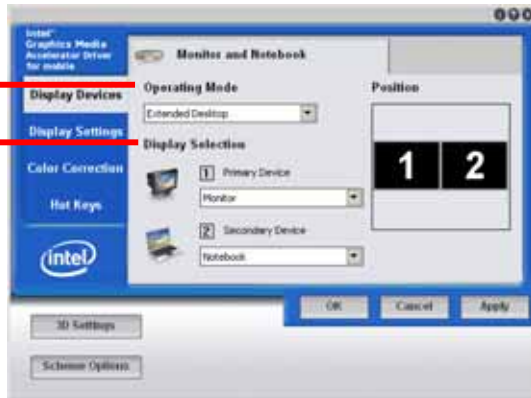 Intel®
Graphics Media
Accelerator Driver
for mobile
Monitor and Notebook
Display Devices
Display Settings
Color Correction
Hot Keys
intel
Operating Mode
Extended Desktop
Display Selection
1 Primary Device
Monitor
2 Secondary Device
Notebook
Position
1 2
OK Cancel Apply
3D Settings
Scheme Options